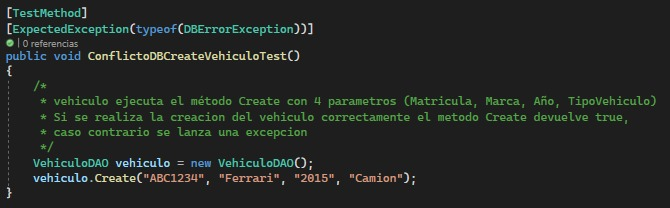 [TestMethod]
[ExpectedException(typeof(DBErrorException))]
| 0 referencias
public void ConflictoDBCreateVehiculoTest()
{
/*
* vehiculo ejecuta el método Create con 4 parametros (Matricula, Marca, Año, TipoVehiculo)
* Si se realiza la creacion del vehiculo correctamente el metodo Create devuelve true,
* caso contrario se lanza una excepcion
*/
VehiculoDAO vehiculo = new VehiculoDAO();
vehiculo.Create("ABC1234", "Ferrari", "2015", "Camion");
}